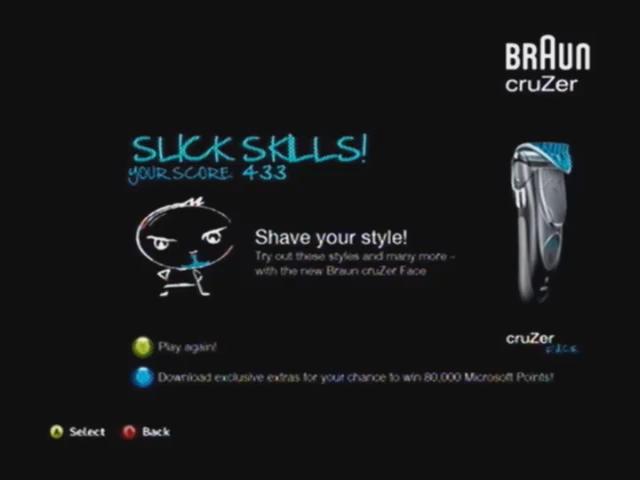 BRAUN
cruZer
SLICK SKILLS!
YOUR SCORE: 433
Shave your style!
Try out these styles and many more –
with the new Braun cruZer Face
cruZer
FACE
Play again!
Download exclusive extras for your chance to win 80,000 Microsoft Points!
A Select
B Back